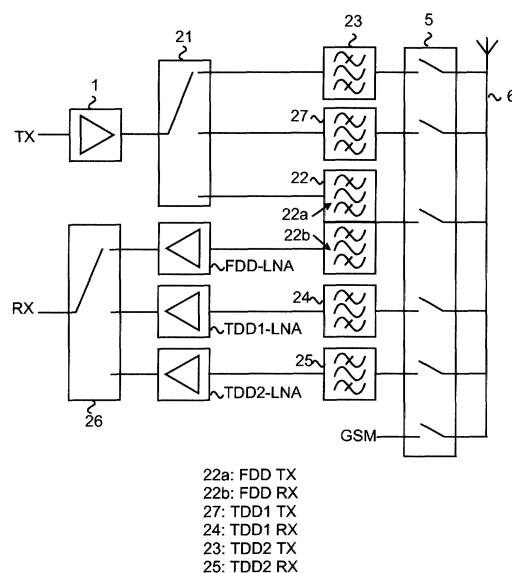 21
23
5
1
TX
27
6
22
22a
22b
FDD-LNA
RX
24
TDD1-LNA
25
TDD2-LNA
26
GSM
22a: FDD TX
22b: FDD RX
27: TDD1 TX
24: TDD1 RX
23: TDD2 TX
25: TDD2 RX